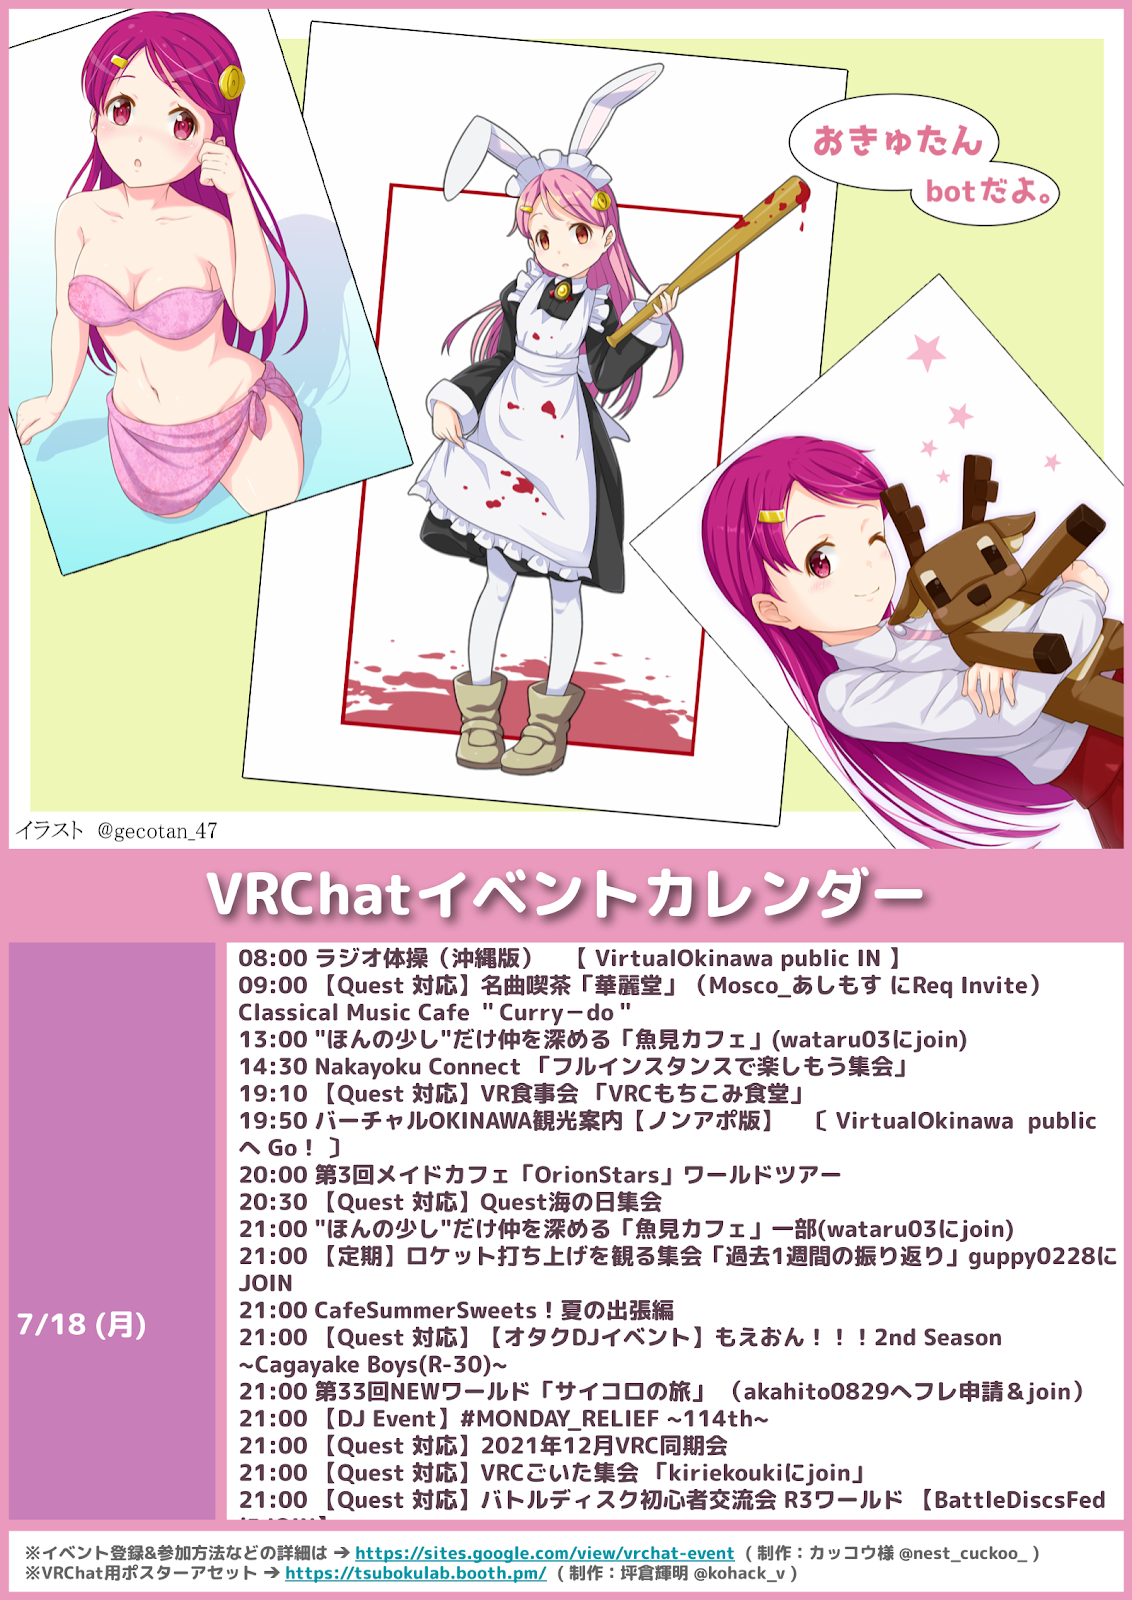 おきゅたん
botだよ。
イラスト @gecotan_47
VRChatイベントカレンダー
7/18 (月)
08:00 ラジオ体操（沖縄版）　【 VirtualOkinawa public IN 】
09:00 【Quest 対応】名曲喫茶「華麗堂」（Mosco_あしもす にReq Invite）
Classical Music Cafe ＂Curry－do＂
13:00 "ほんの少し"だけ仲を深める「魚見カフェ」(wataru03にjoin)
14:30 Nakayoku Connect 「フルインスタンスで楽しもう集会」
19:10 【Quest 対応】VR食事会 「VRCもちこみ食堂」
19:50 バーチャルOKINAWA観光案内【ノンアポ版】　〔 VirtualOkinawa public
へ Go！ 〕
20:00 第3回メイドカフェ「OrionStars」ワールドツアー
20:30 【Quest 対応】Quest海の日集会
21:00 "ほんの少し"だけ仲を深める「魚見カフェ」一部(wataru03にjoin)
21:00 【定期】ロケット打ち上げを観る集会「過去1週間の振り返り」guppy0228に
JOIN
21:00 CafeSummerSweets！夏の出張編
21:00 【Quest 対応】【オタクDJイベント】もえおん！！！2nd Season
~Cagayake Boys(R-30)~
21:00 第33回NEWワールド「サイコロの旅」 （akahito0829へフレ申請＆join）
21:00 【DJ Event】#MONDAY_RELIEF ~114th~
21:00 【Quest 対応】2021年12月VRC同期会
21:00 【Quest 対応】VRCごいた集会 「kiriekoukiにjoin」
21:00 【Quest 対応】バトルディスク初心者交流会 R3ワールド 【BattleDiscsFed
※イベント登録&参加方法などの詳細は ➔ https://sites.google.com/view/vrchat-event ( 制作：カッコウ様 @nest_cuckoo_ )
※VRChat用ポスターアセット ➔ https://tsubokulab.booth.pm/ ( 制作：坪倉輝明 @kohack_v )